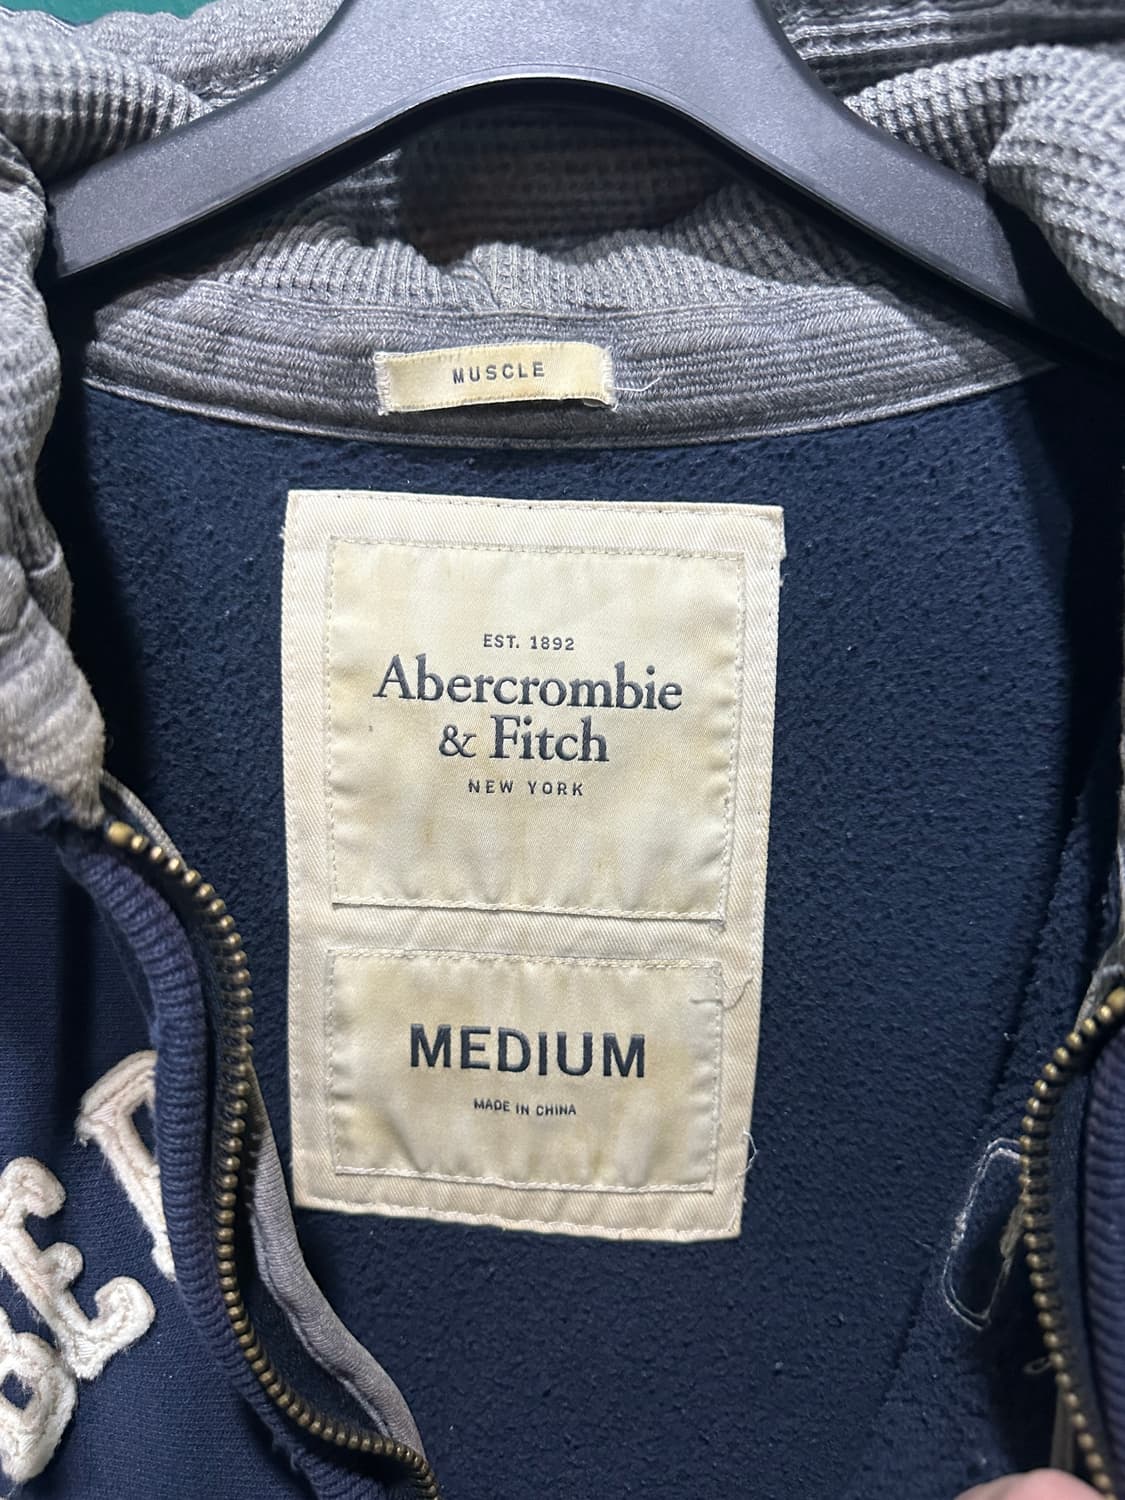 MUSCLE
EST. 1892
Abercrombie
& Fitch
NEW YORK
MEDIUM
MADE IN CHINA